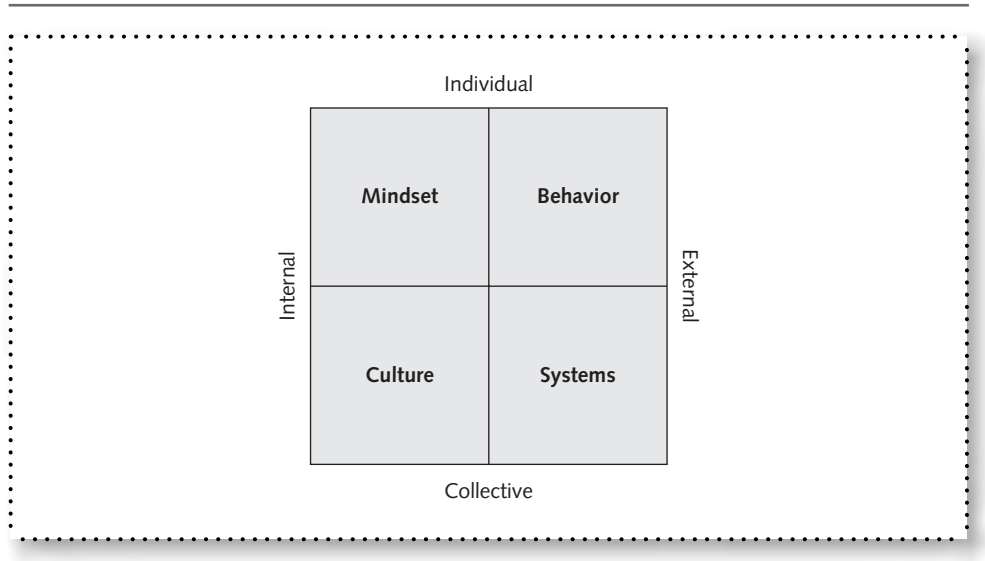 Individual
Mindset
Behavior
Internal
External
Culture
Systems
Collective